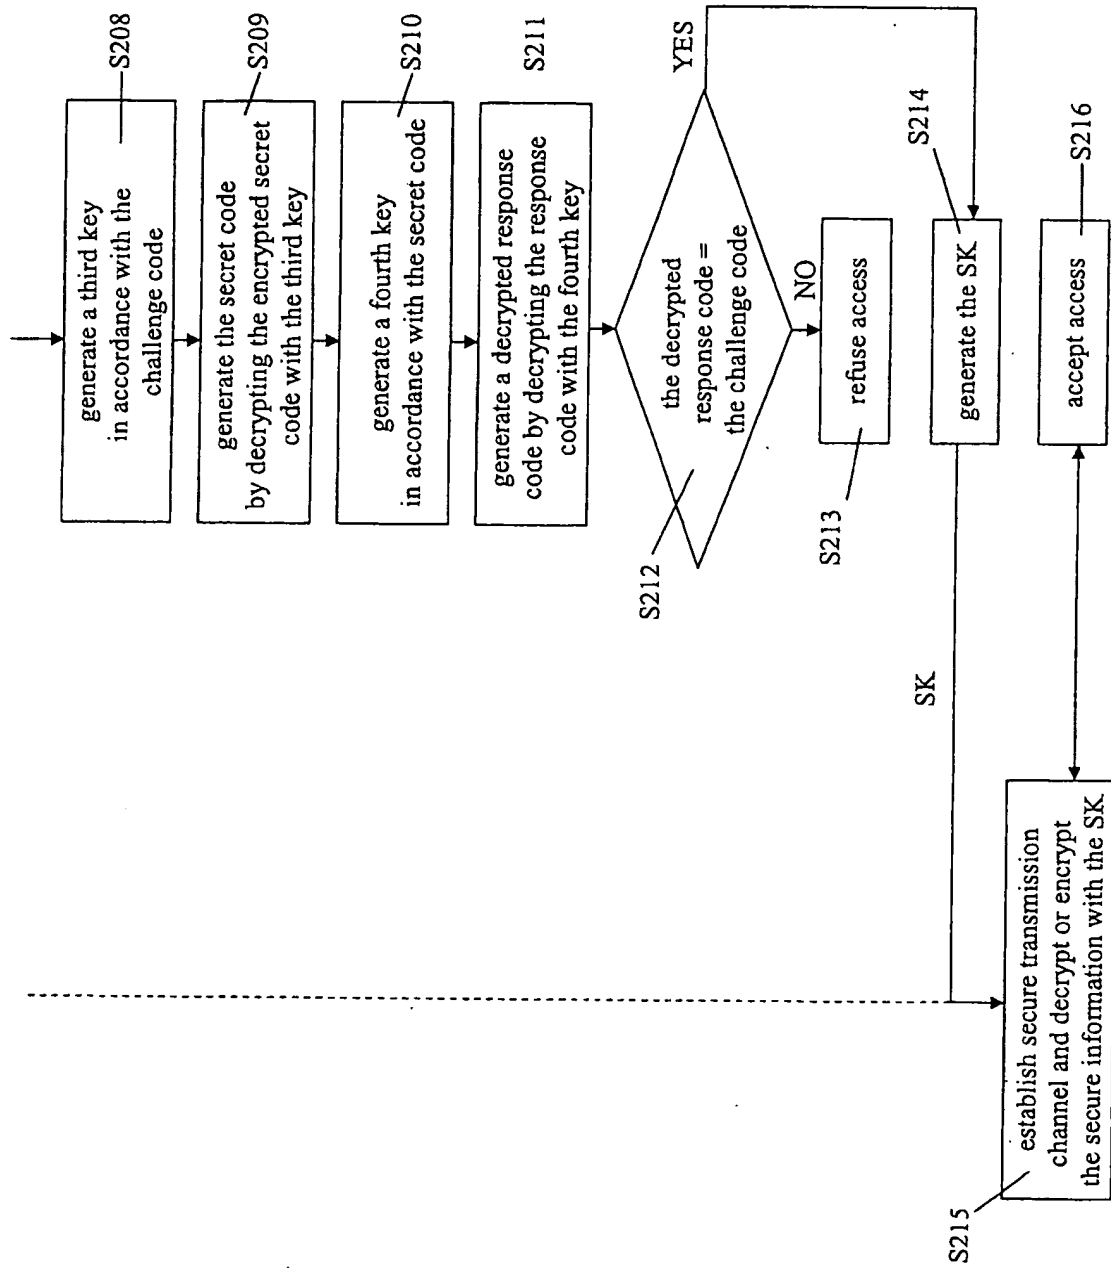 generate a third key
in accordance with the
challenge code
S208
generate the secret code
by decrypting the encrypted secret
code with the third key
S209
generate a fourth key
in accordance with the secret code
S210
generate a decrypted response
code by decrypting the response
code with the fourth key
S211
the decrypted
response code =
the challenge code
S212
YES
NO
refuse access
S213
generate the SK
S214
SK
establish secure transmission
channel and decrypt or encrypt
the secure information with the SK
S215
accept access
S216